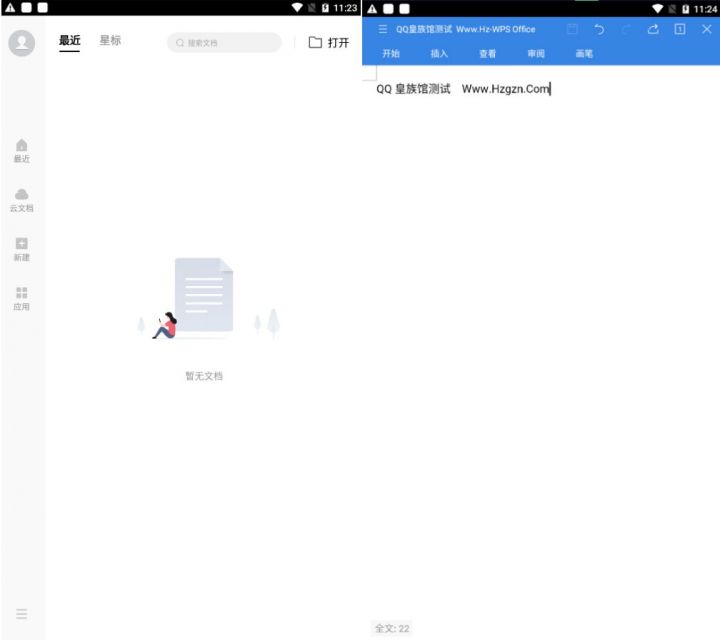 11:23
最近
星标
搜索文档
打开
最近
云文档
新建
应用
暂无文档
11:24
QQ皇族馆测试 Www.Hz-WPS Office
1
开始 插入 查看 审阅 画笔
QQ 皇族馆测试 Www.Hzgzn.Com
全文: 22